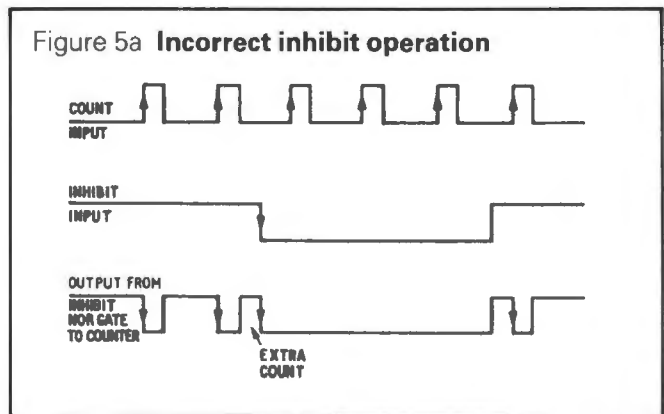 Figure 5a Incorrect inhibit operation
COUNT
INPUT
INHIBIT
INPUT
OUTPUT FROM
INHIBIT
NOR GATE
TO COUNTER
EXTRA
COUNT